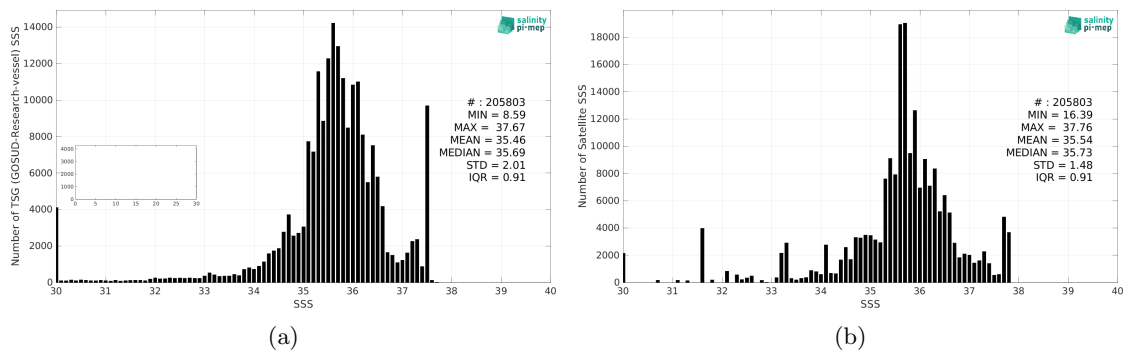 14000
12000
10000
8000
6000
4000
2000
0
Number of TSG (GOSUD-Research-vessel) SSS
salinity
pi-mep
# : 205803
MIN = 8.59
MAX = 37.67
MEAN = 35.46
MEDIAN = 35.69
STD = 2.01
IQR = 0.91
4000
3000
2000
1000
0
0 5 10 15 20 25 30
30 31 32 33 34 35 36 37 38 39 40
SSS
(a)
18000
16000
14000
12000
10000
8000
6000
4000
2000
0
Number of Satellite SSS
salinity
pi-mep
# : 205803
MIN = 16.39
MAX = 37.76
MEAN = 35.54
MEDIAN = 35.73
STD = 1.48
IQR = 0.91
30 31 32 33 34 35 36 37 38 39 40
SSS
(b)